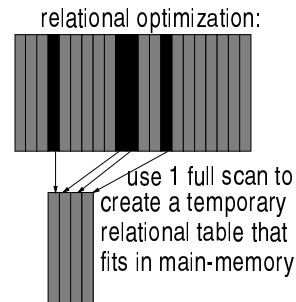 relational optimization:
use 1 full scan to
create a temporary
relational table that
fits in main-memory